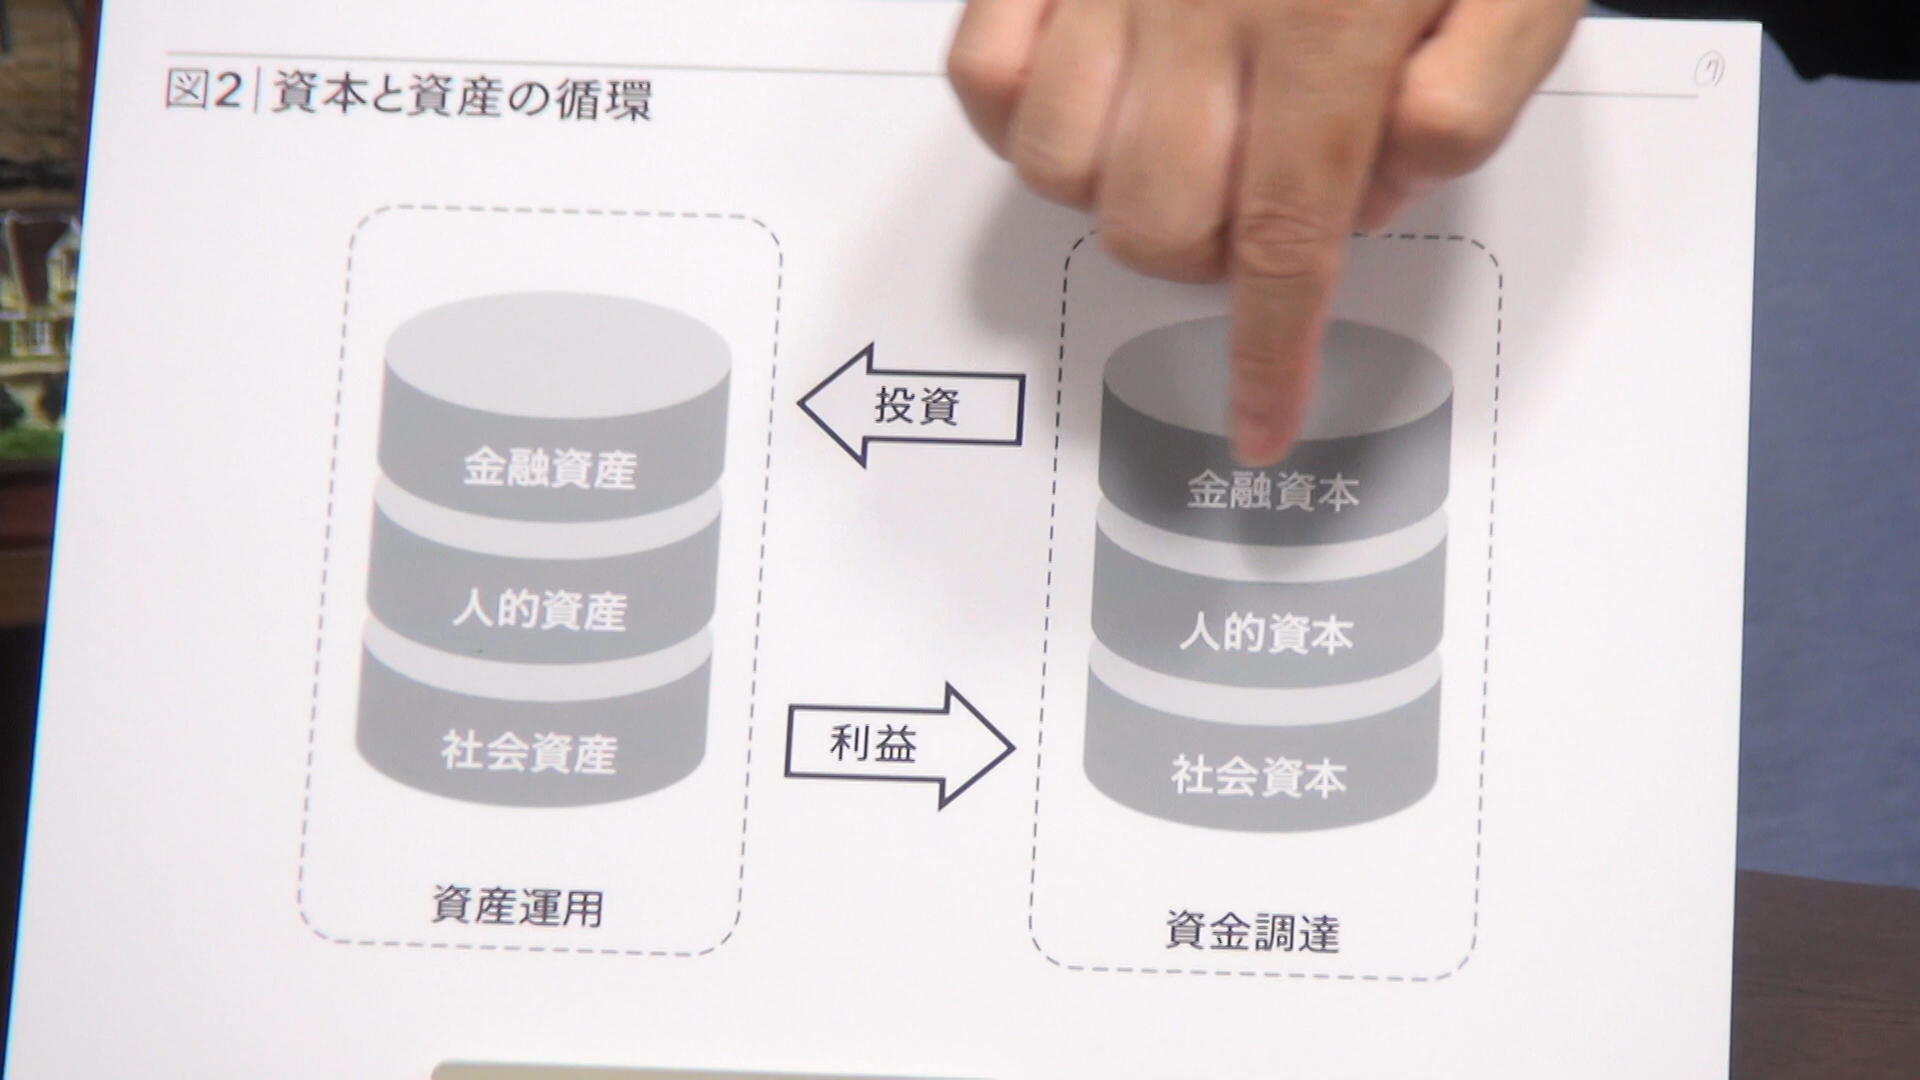 図2|資本と資産の循環
⑦
金融資産
人的資産
社会資産
資産運用
投資
利益
金融資本
人的資本
社会資本
資金調達